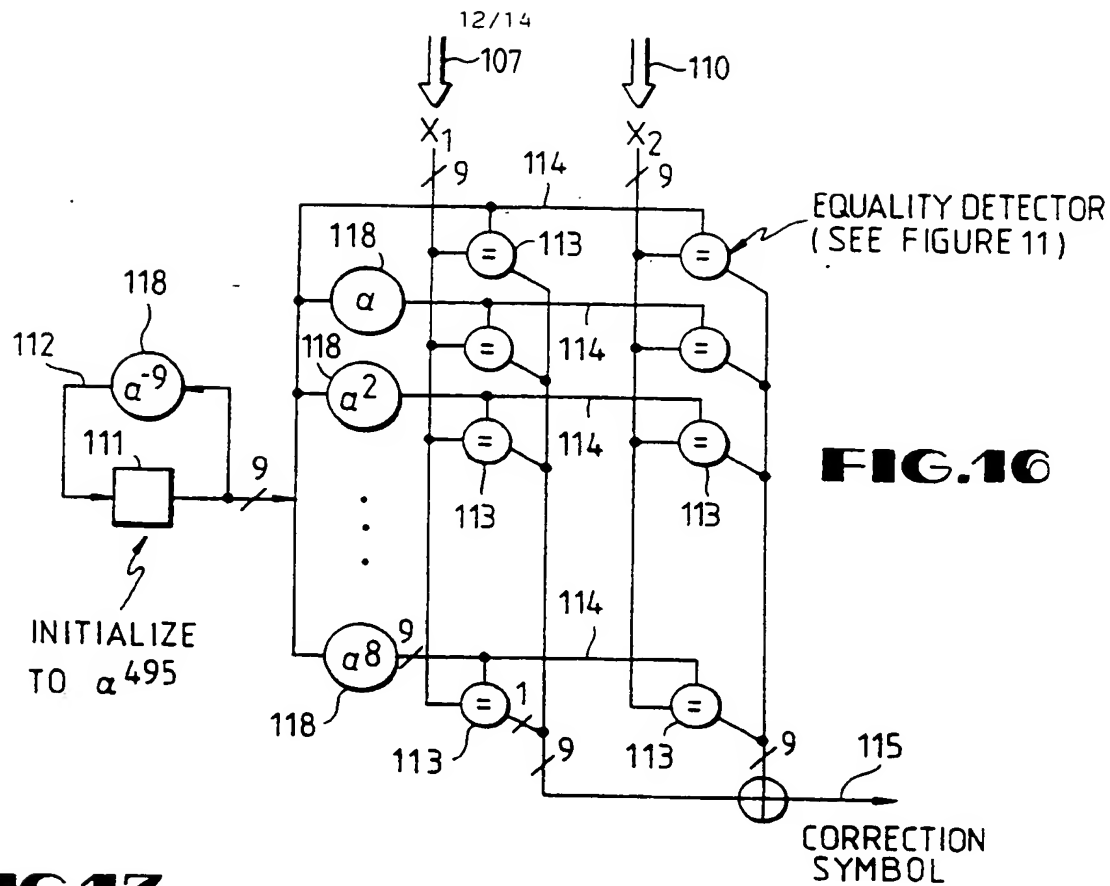 12/14
107
110
X1
X2
9
9
114
EQUALITY DETECTOR
(SEE FIGURE 11)
=
113
=
118
α
118
112
α-9
=
114
=
118
α2
=
114
=
111
9
FIG.16
113
113
INITIALIZE
TO α495
114
α8
9
118
=
1
=
113
113
9
9
115
CORRECTION
SYMBOL